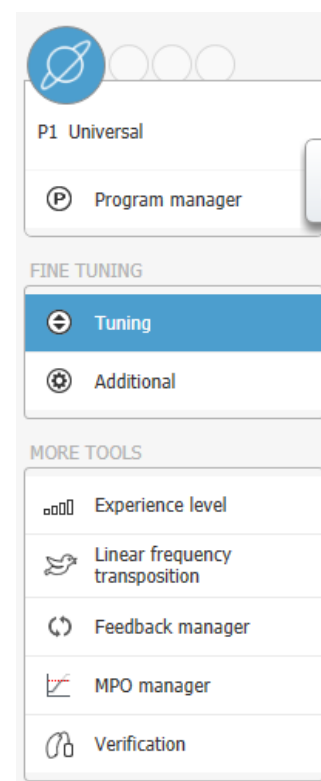 P1 Universal
Program manager
FINE TUNING
Tuning
Additional
MORE TOOLS
Experience level
Linear frequency
transposition
Feedback manager
MPO manager
Verification